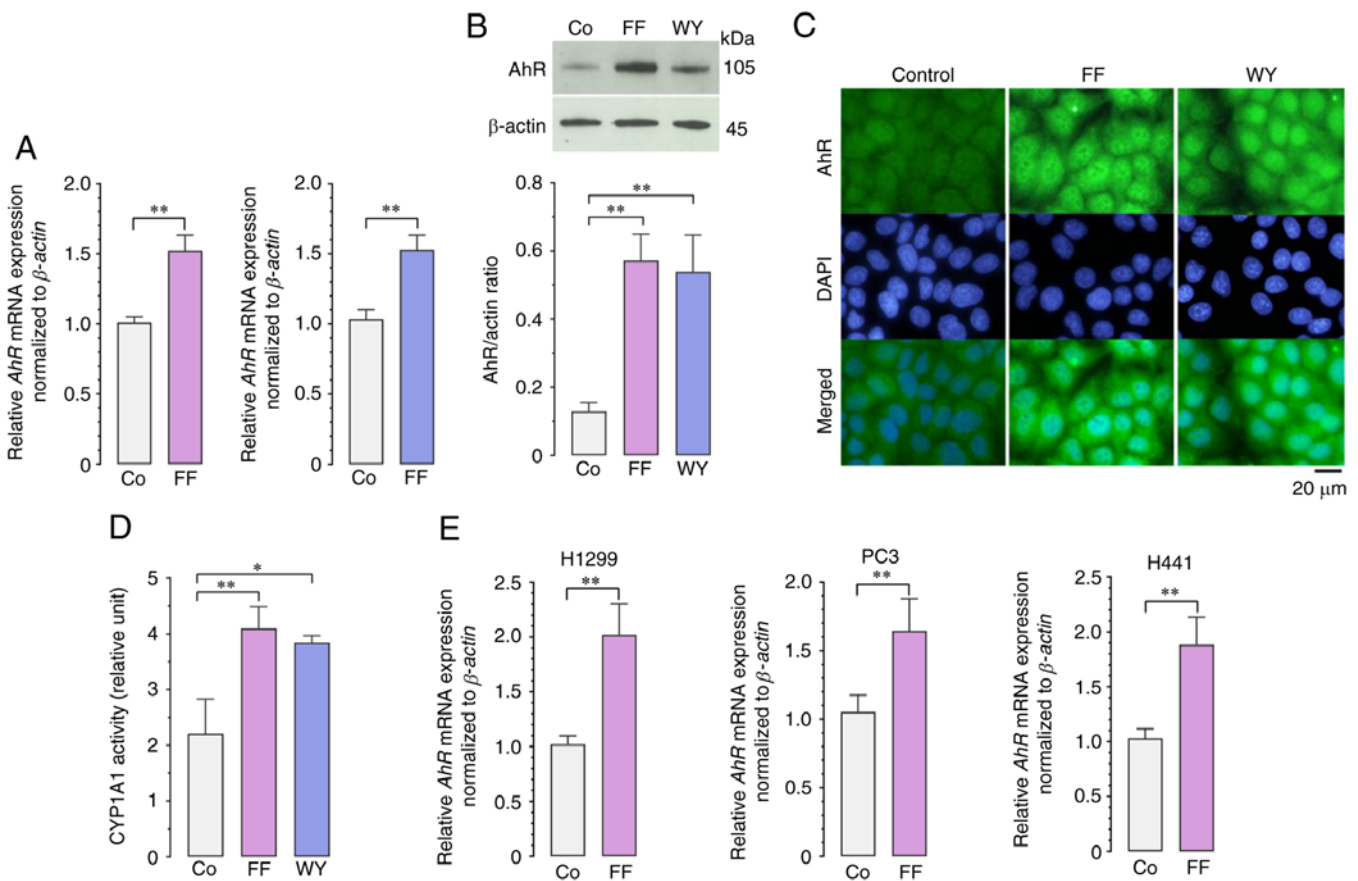 A
Relative AhR mRNA expression
normalized to β-actin
2.0
1.5
1.0
0.5
0
**
Co FF
Relative AhR mRNA expression
normalized to β-actin
2.0
1.5
1.0
0.5
0
**
Co FF
B
Co FF WY
kDa
AhR 105
β-actin 45
AhR/actin ratio
0.8
0.6
0.4
0.2
0
**
**
Co FF WY
C
Control FF WY
AhR
DAPI
Merged
20 μm
D
CYP1A1 activity (relative unit)
5
4
3
2
1
0
*
**
Co FF WY
E
H1299
Relative AhR mRNA expression
normalized to β-actin
2.5
2.0
1.5
1.0
0.5
0
**
Co FF
PC3
Relative AhR mRNA expression
normalized to β-actin
2.0
1.5
1.0
0.5
0
**
Co FF
H441
Relative AhR mRNA expression
normalized to β-actin
2.5
2.0
1.5
1.0
0.5
0
**
Co FF